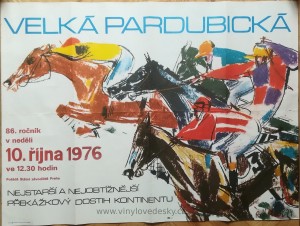 VELKÁ PARDUBICKÁ
86. ročník
v neděli
10. října 1976
ve 12.30 hodin
NEJSTARŠÍ A NEJOBTÍŽNĚJŠÍ
PŘEKÁŽKOVÝ DOSTIH KONTINENTU
www.vinylovedesky.c